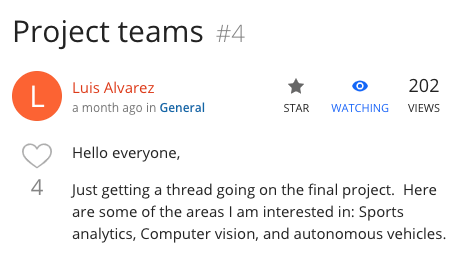 Project teams #4
L
Luis Alvarez
a month ago in General
STAR
WATCHING
202
VIEWS
4
Hello everyone,
Just getting a thread going on the final project. Here
are some of the areas I am interested in: Sports
analytics, Computer vision, and autonomous vehicles.